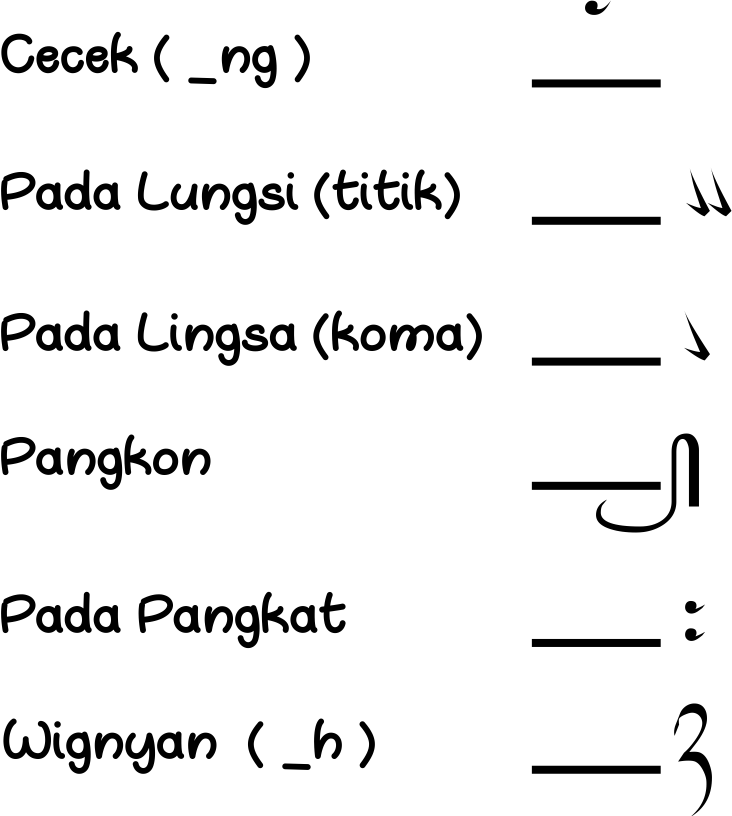 Cecek ( _ng ) ꦁ
Pada Lungsi (titik) ꧉
Pada Lingsa (koma) ꧈
Pangkon ꧀
Pada Pangkat ꧇
Wignyan ( _h ) ꦃ